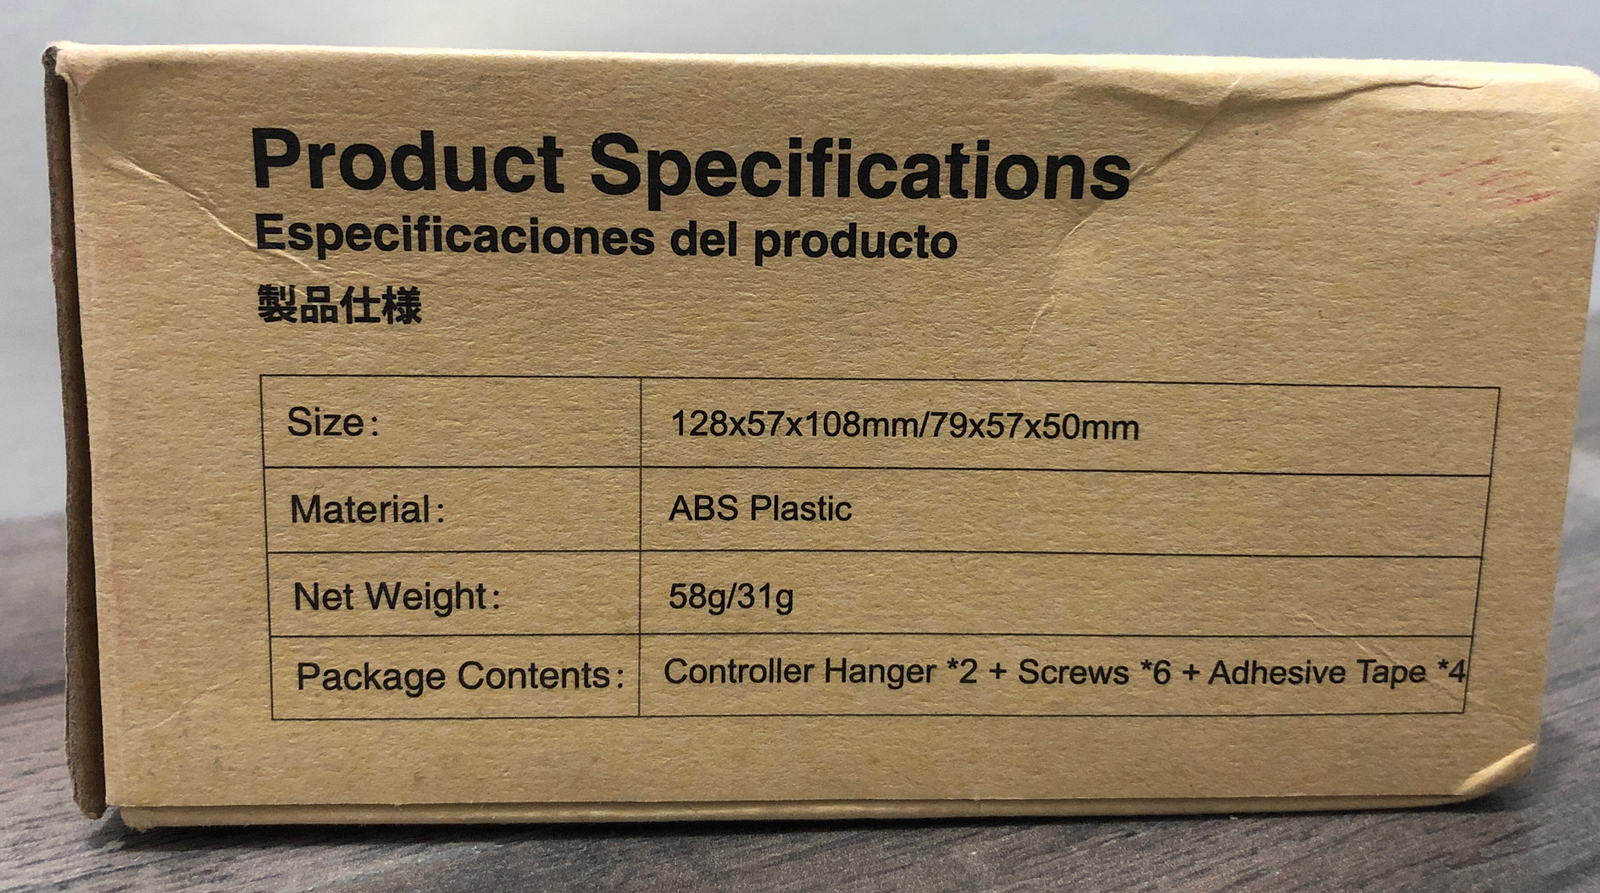 Product Specifications
Especificaciones del producto
製品仕様
Size: 128x57x108mm/79x57x50mm
Material: ABS Plastic
Net Weight: 58g/31g
Package Contents: Controller Hanger *2 + Screws *6 + Adhesive Tape *4